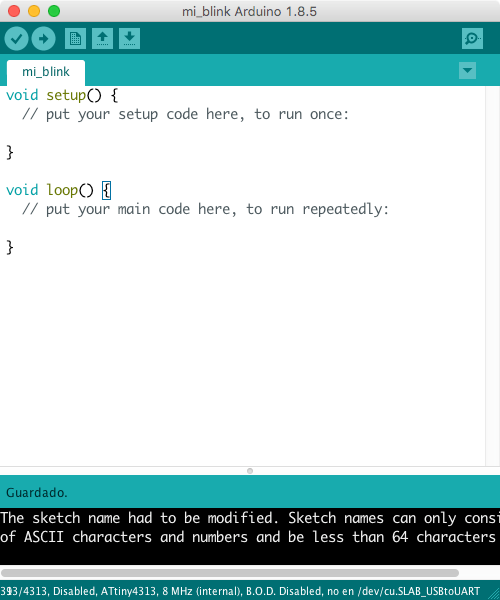 mi_blink Arduino 1.8.5
mi_blink
void setup() {
// put your setup code here, to run once:
}
void loop() {
// put your main code here, to run repeatedly:
}
Guardado.
The sketch name had to be modified. Sketch names can only consi
of ASCII characters and numbers and be less than 64 characters
/4313, Disabled, ATtiny4313, 8 MHz (internal), B.O.D. Disabled, no en /dev/cu.SLAB_USBtoUART